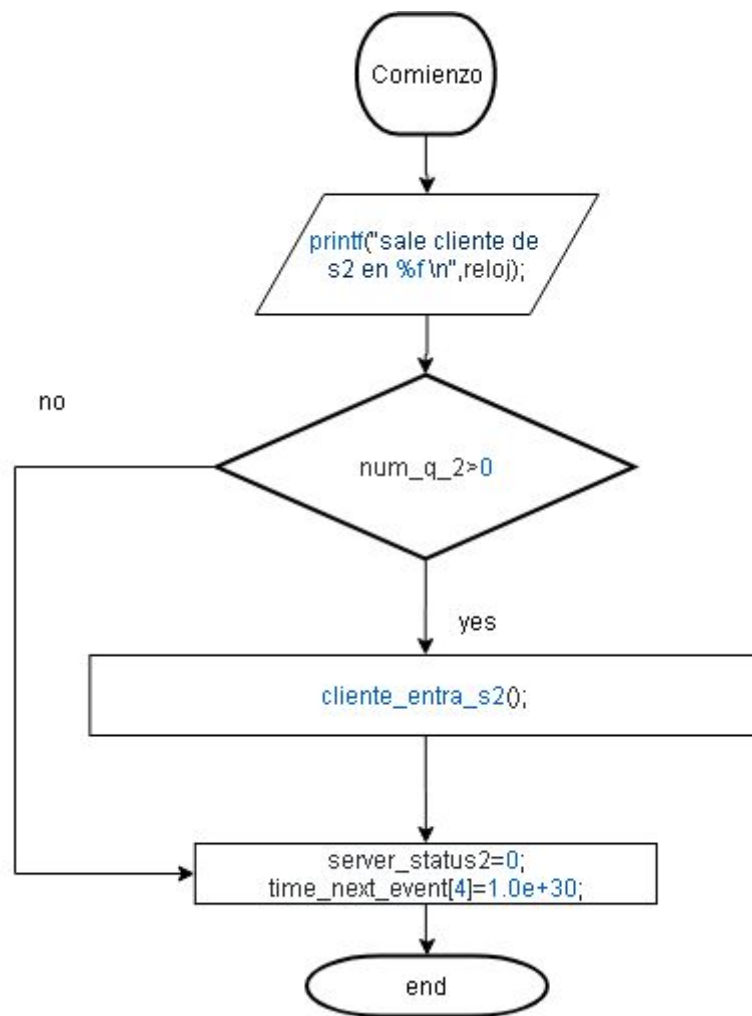 Comienzo
printf("sale cliente de
s2 en %f \n",reloj);
no
num_q_2>0
yes
cliente_entra_s2();
server_status2=0;
time_next_event[4]=1.0e+30;
end